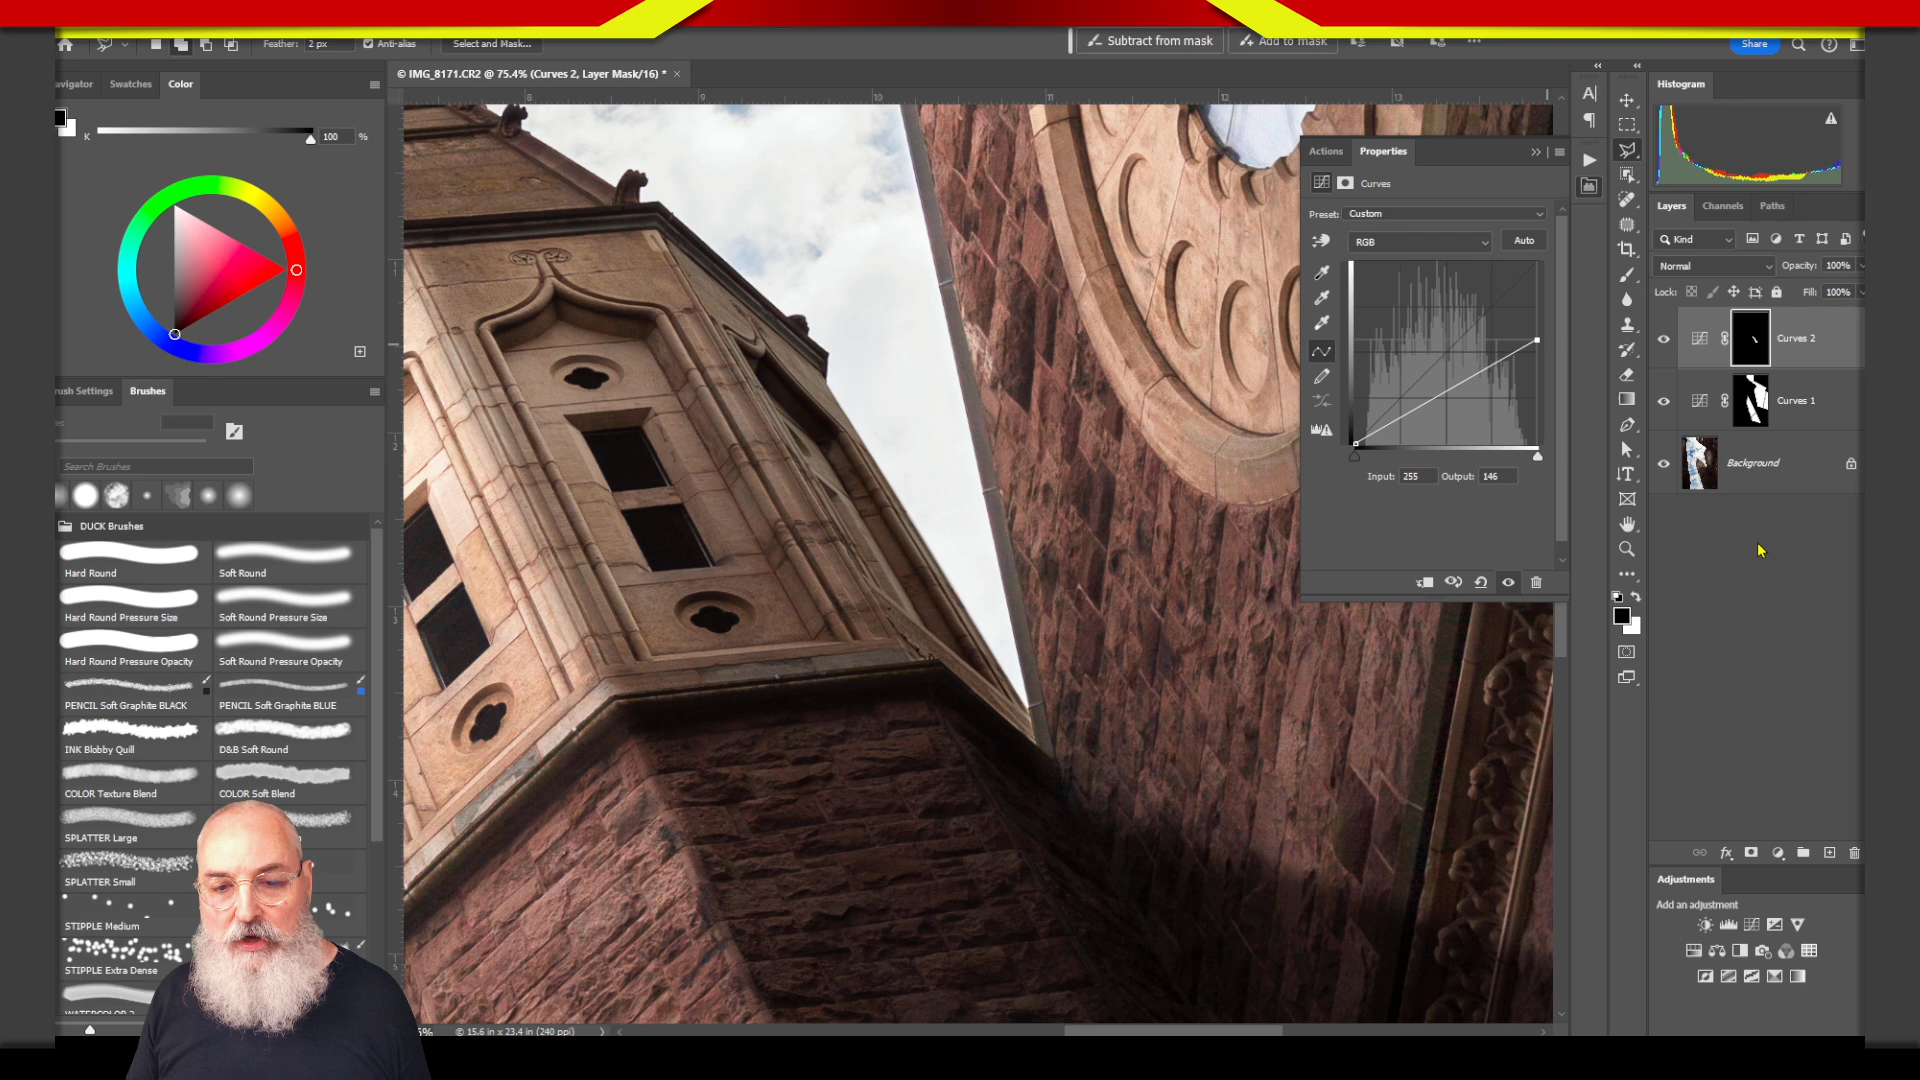 Feather: 2 px Anti-alias Select and Mask... Subtract from mask Add to mask Share
avigator Swatches Color
© IMG_8171.CR2 @ 75.4% (Curves 2, Layer Mask/16) * ×
Histogram
8 9 10 11 12 13
K 100 %
Actions Properties
Curves
Preset: Custom
RGB Auto
Input: 255 Output: 146
Layers Channels Paths
Kind
Normal Opacity: 100%
Lock: Fill: 100%
Curves 2
Curves 1
Background
rush Settings Brushes
Search Brushes
DUCK Brushes
Hard Round Soft Round
Hard Round Pressure Size Soft Round Pressure Size
Hard Round Pressure Opacity Soft Round Pressure Opacity
PENCIL Soft Graphite BLACK PENCIL Soft Graphite BLUE
INK Blobby Quill D&B Soft Round
COLOR Texture Blend COLOR Soft Blend
SPLATTER Large
SPLATTER Small
STIPPLE Medium
STIPPLE Extra Dense
Adjustments
Add an adjustment
% © 15.6 in x 23.4 in (240 ppi)